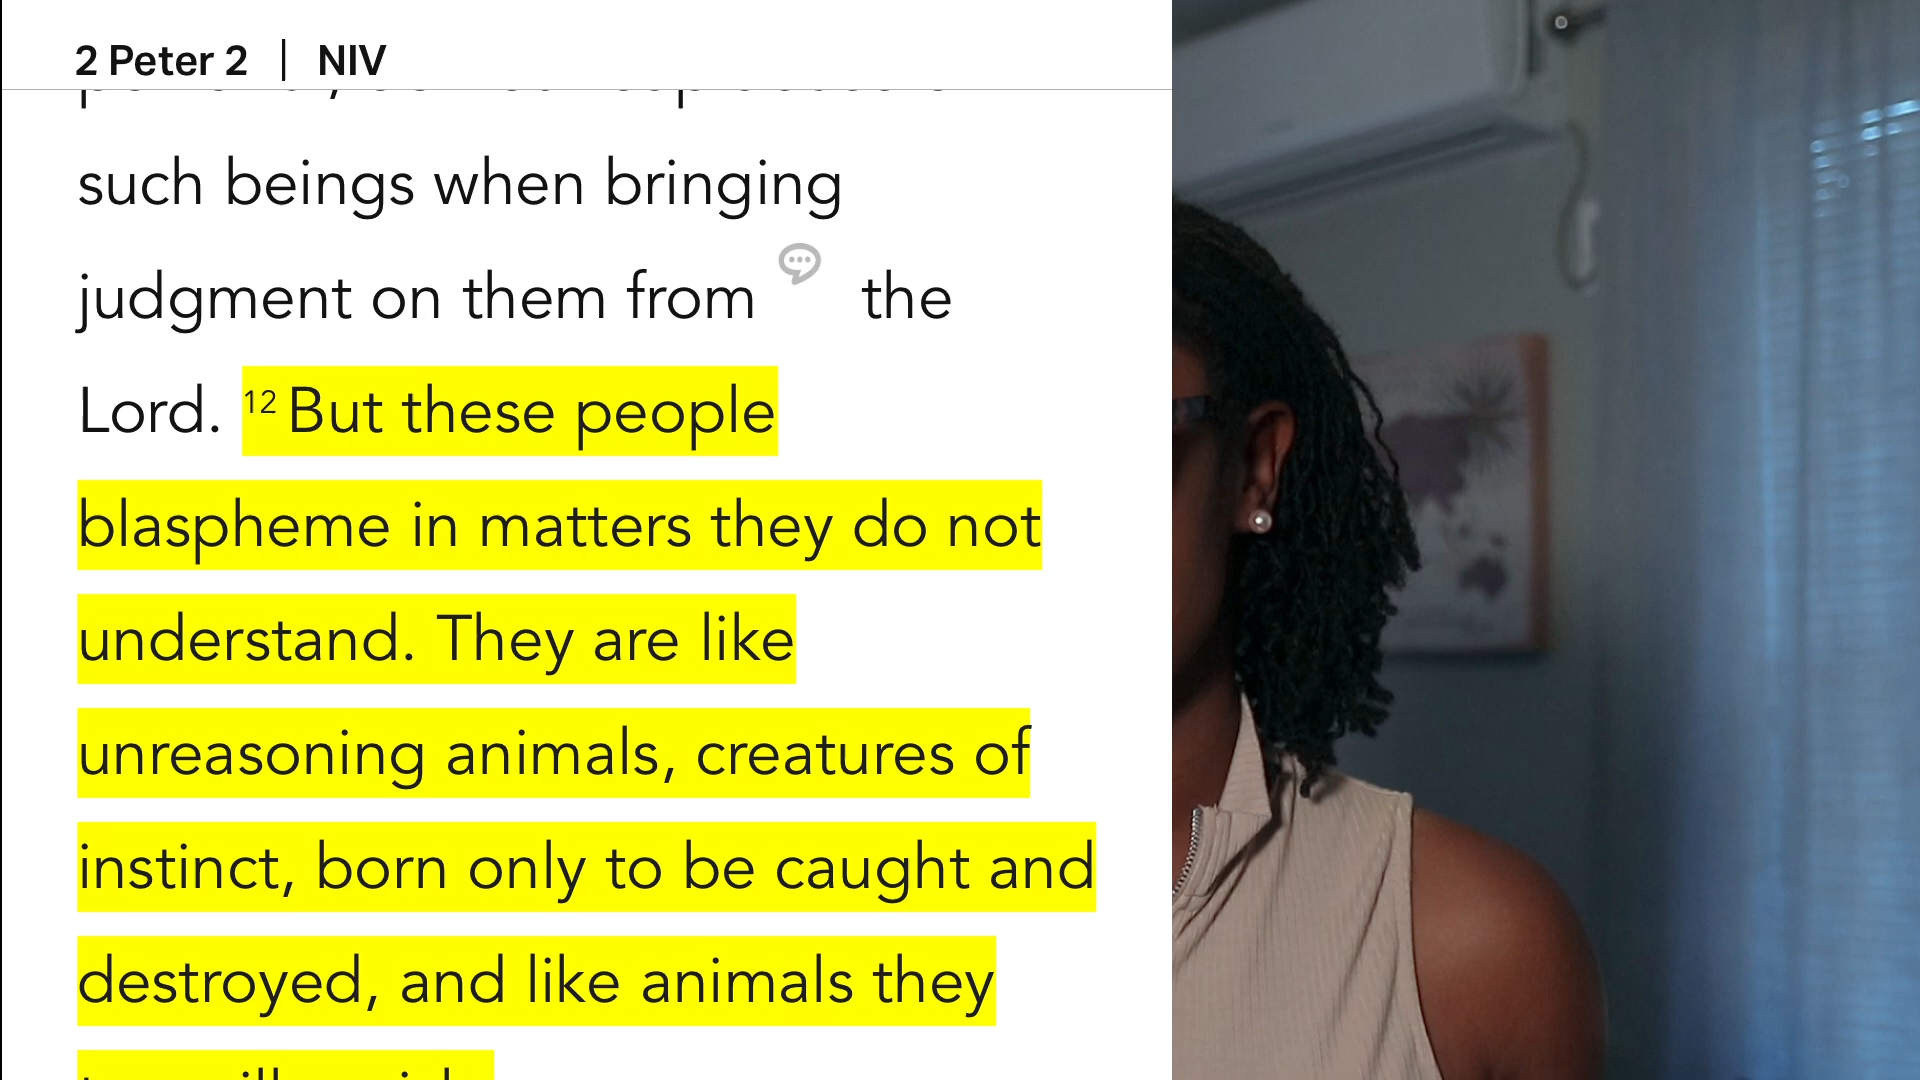 2 Peter 2 | NIV
such beings when bringing
judgment on them from the
Lord. 12 But these people
blaspheme in matters they do not
understand. They are like
unreasoning animals, creatures of
instinct, born only to be caught and
destroyed, and like animals they